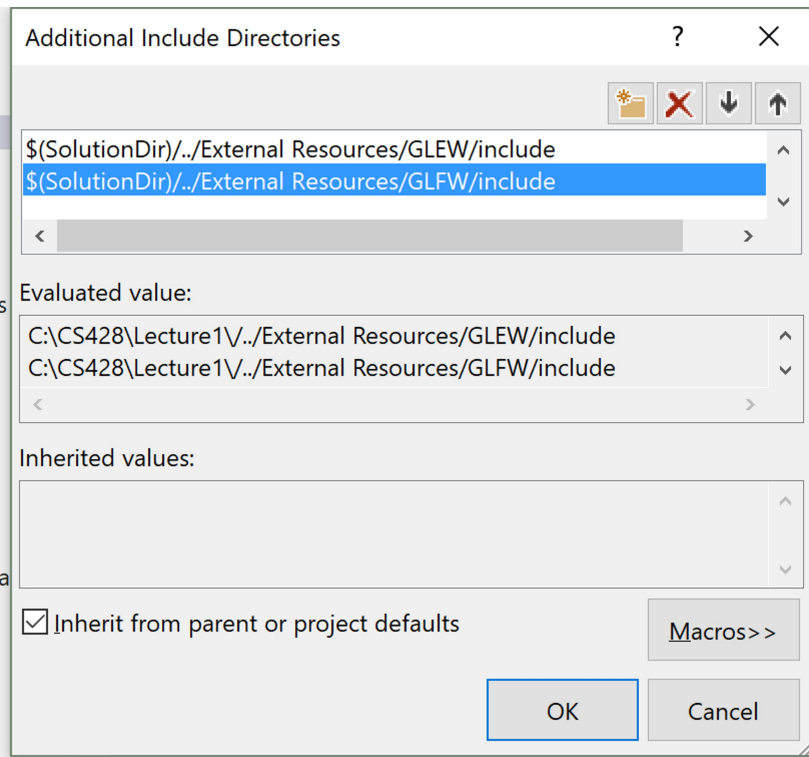 Additional Include Directories
?
$(SolutionDir)/../External Resources/GLEW/include
$(SolutionDir)/../External Resources/GLFW/include
s
Evaluated value:
C:\CS428\Lecture1\/../External Resources/GLEW/include
C:\CS428\Lecture1\/../External Resources/GLFW/include
Inherited values:
a
Inherit from parent or project defaults
Macros>>
OK
Cancel